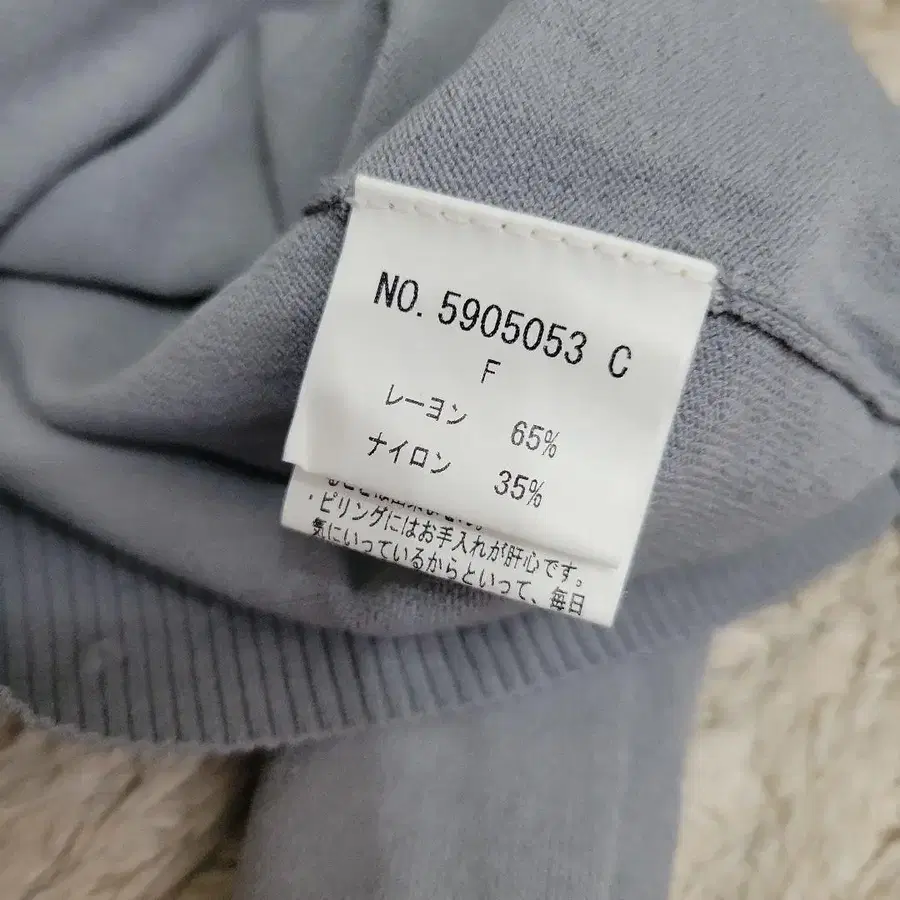 NO. 5905053 C
F
レーヨン 65%
ナイロン 35%
・ピリングにはお手入れが肝心です。
気にいっているからといって、毎日